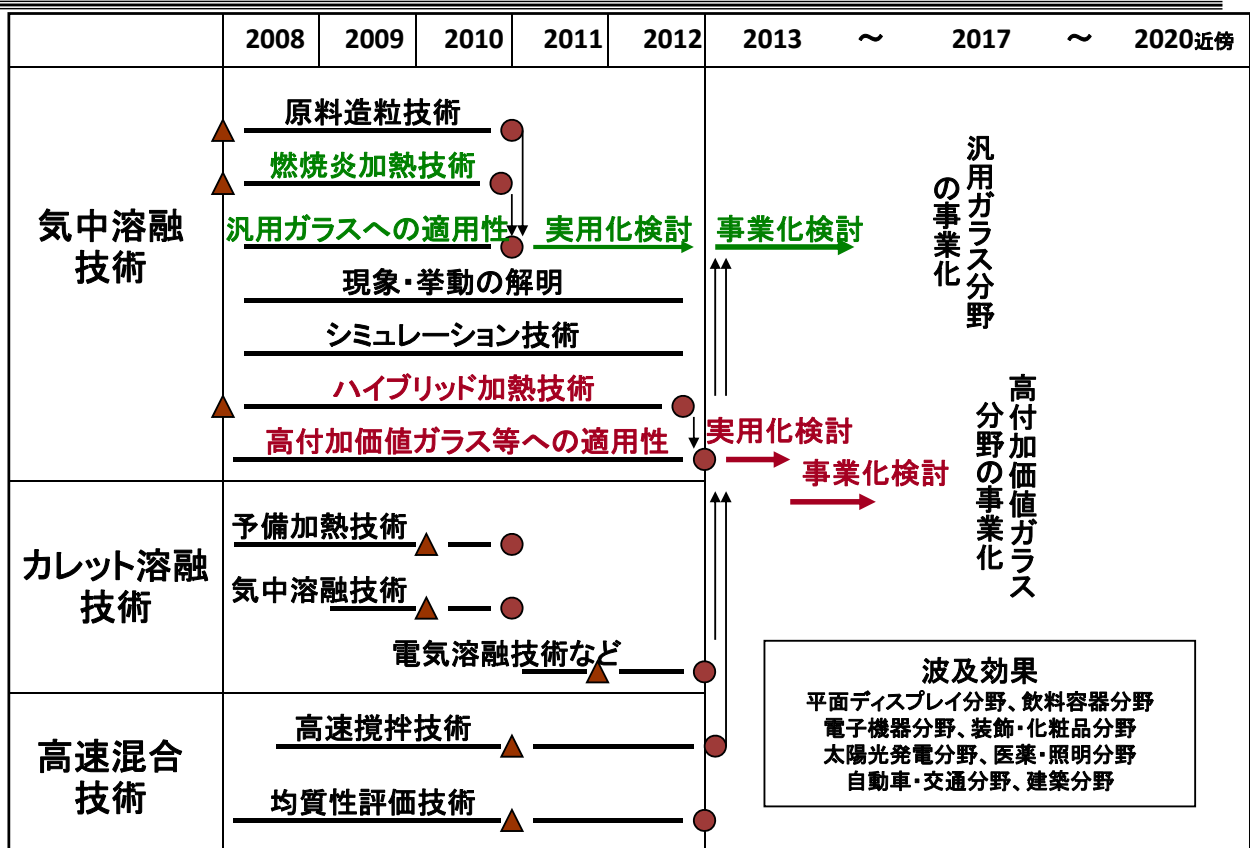 2008 2009 2010 2011 2012 2013 ～ 2017 ～ 2020近傍
気中溶融
技術
原料造粒技術
燃焼炎加熱技術
汎用ガラスへの適用性 実用化検討 事業化検討
現象・挙動の解明
シミュレーション技術
ハイブリッド加熱技術
高付加価値ガラス等への適用性 実用化検討
事業化検討
汎用ガラス分野
の事業化
高付加価値ガラス
分野の事業化
カレット溶融
技術
予備加熱技術
気中溶融技術
電気溶融技術など
高速混合
技術
高速撹拌技術
均質性評価技術
波及効果
平面ディスプレイ分野、飲料容器分野
電子機器分野、装飾・化粧品分野
太陽光発電分野、医薬・照明分野
自動車・交通分野、建築分野